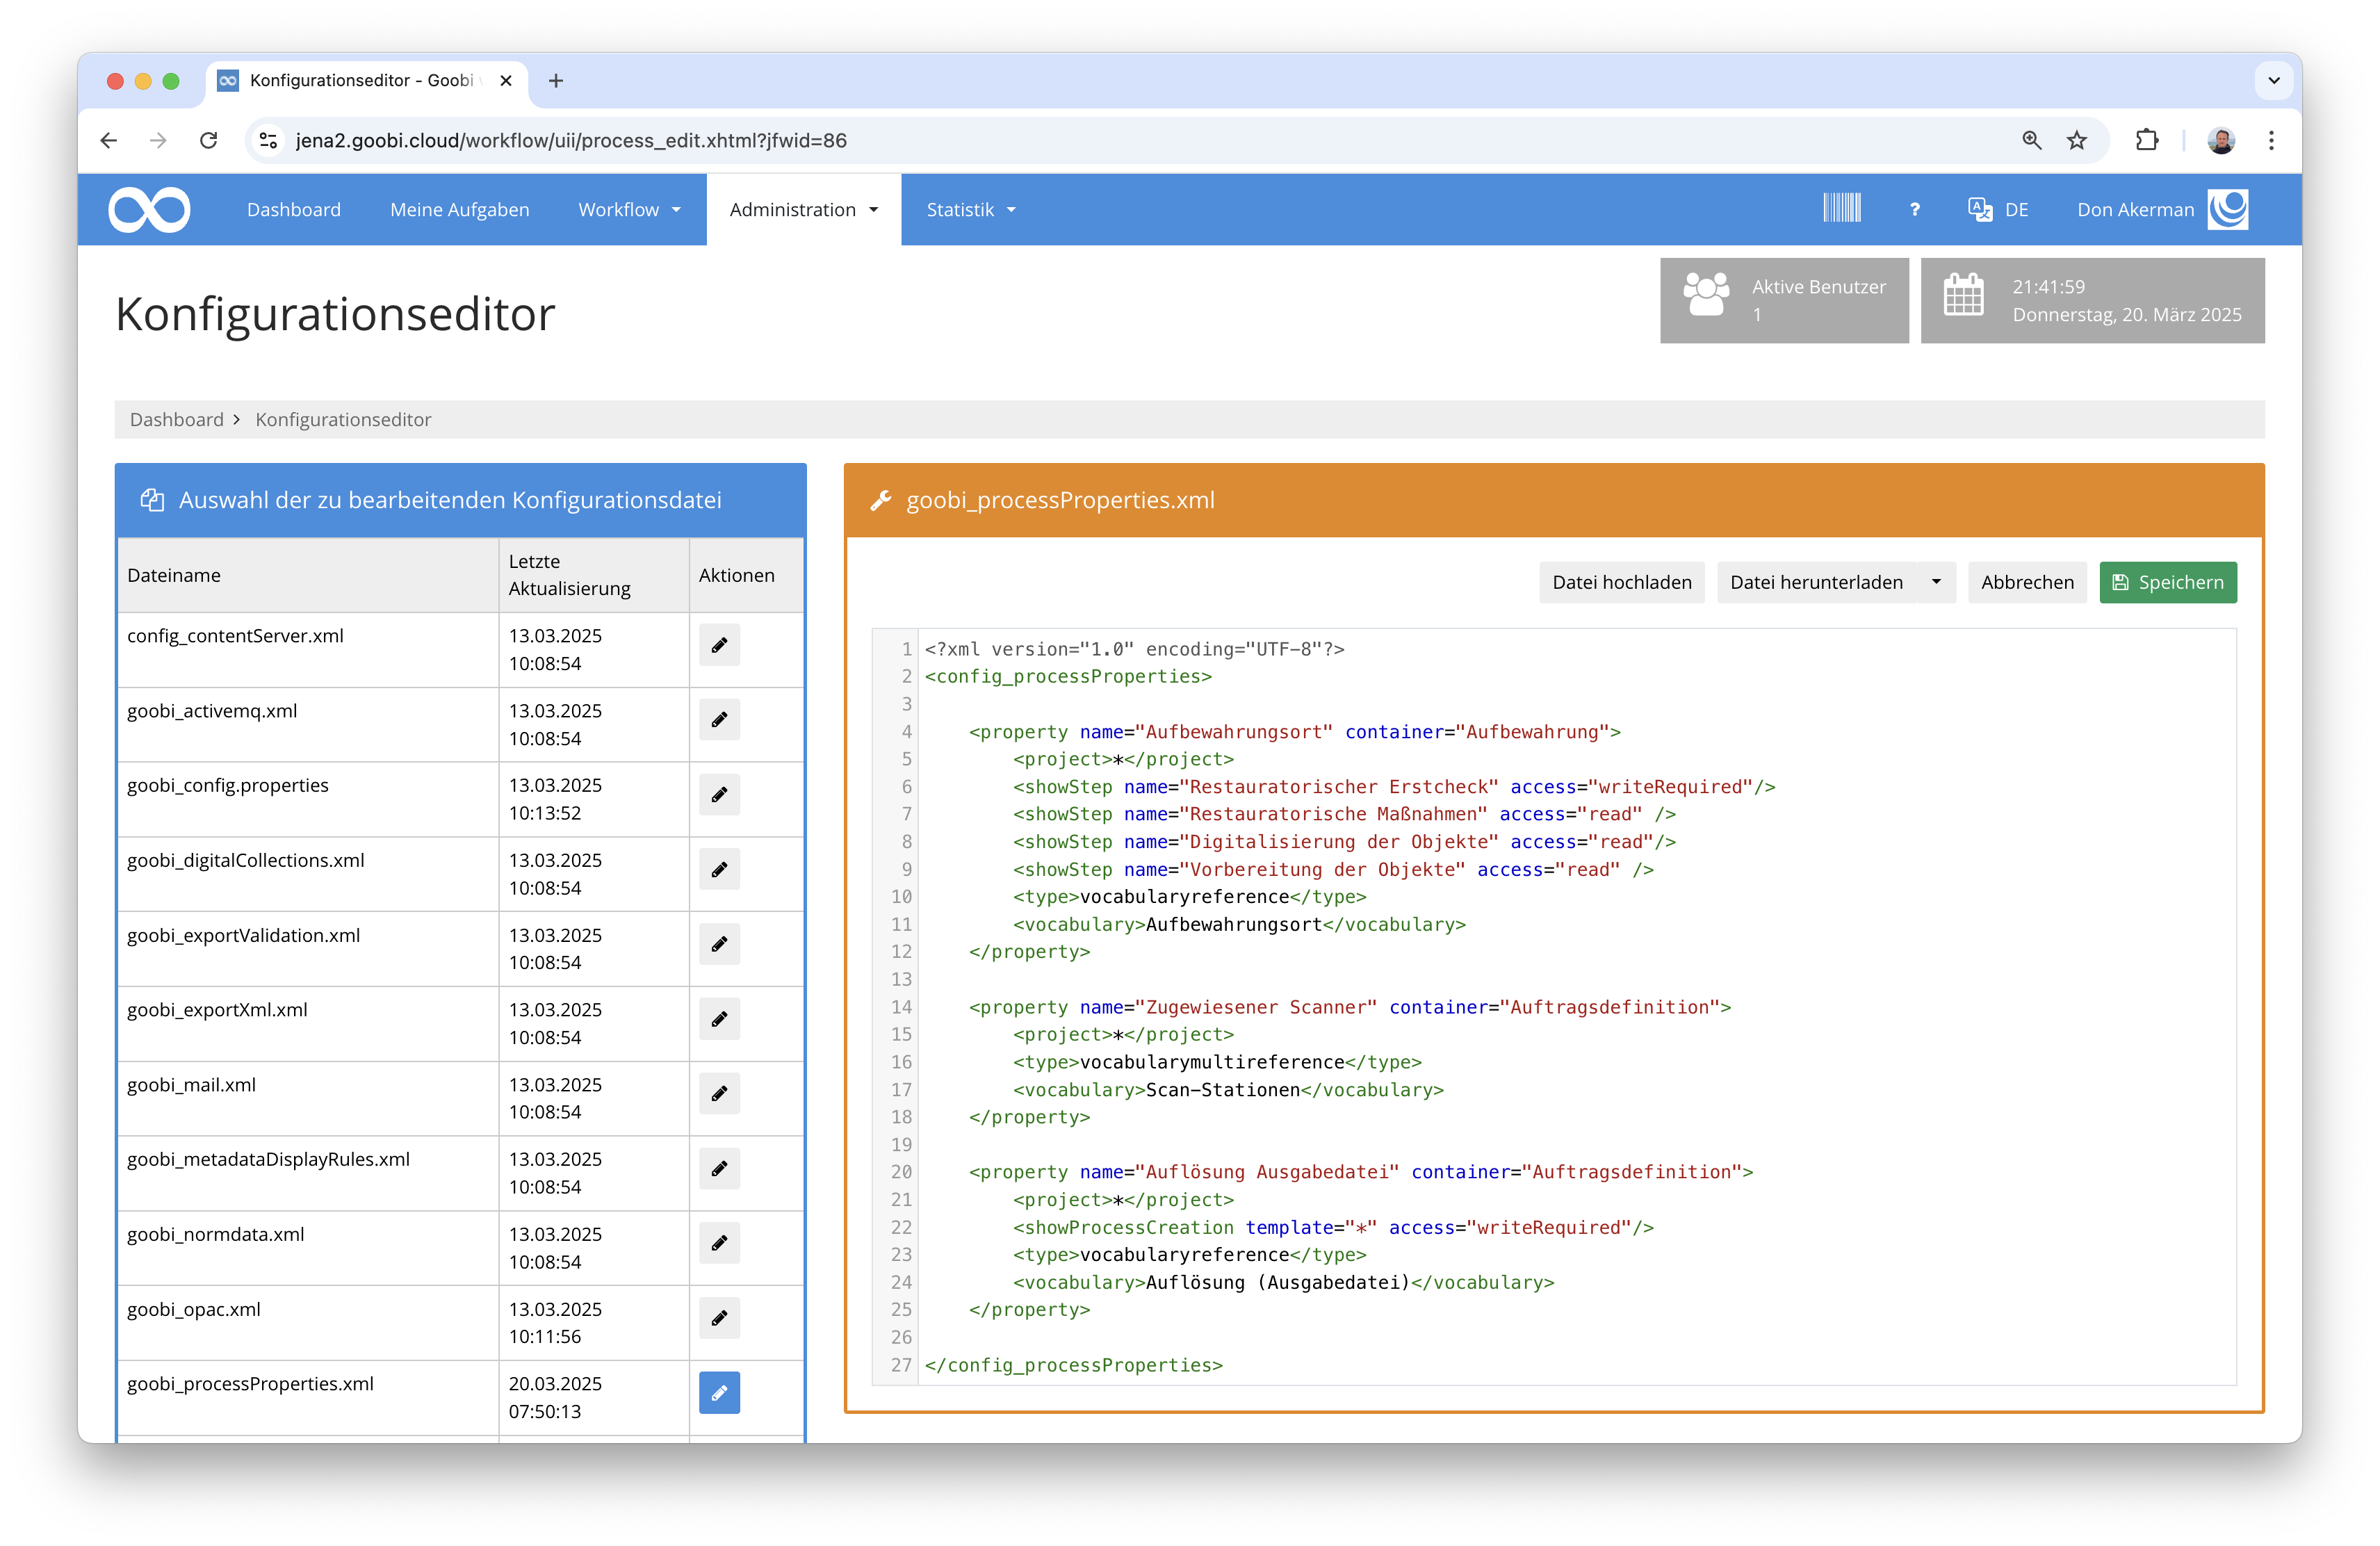 Konfigurationseditor - Goobi
jena2.goobi.cloud/workflow/uii/process_edit.xhtml?jfwid=86
Dashboard Meine Aufgaben Workflow Administration Statistik ? DE Don Akerman
Konfigurationseditor
Aktive Benutzer
1
21:41:59
Donnerstag, 20. März 2025
Dashboard > Konfigurationseditor
Auswahl der zu bearbeitenden Konfigurationsdatei
Dateiname Letzte Aktualisierung Aktionen
config_contentServer.xml 13.03.2025 10:08:54
goobi_activemq.xml 13.03.2025 10:08:54
goobi_config.properties 13.03.2025 10:13:52
goobi_digitalCollections.xml 13.03.2025 10:08:54
goobi_exportValidation.xml 13.03.2025 10:08:54
goobi_exportXml.xml 13.03.2025 10:08:54
goobi_mail.xml 13.03.2025 10:08:54
goobi_metadataDisplayRules.xml 13.03.2025 10:08:54
goobi_normdata.xml 13.03.2025 10:08:54
goobi_opac.xml 13.03.2025 10:11:56
goobi_processProperties.xml 20.03.2025 07:50:13
goobi_processProperties.xml
Datei hochladen Datei herunterladen Abbrechen Speichern
1 <?xml version="1.0" encoding="UTF-8"?>
2 <config_processProperties>
3
4 <property name="Aufbewahrungsort" container="Aufbewahrung">
5 <project>*</project>
6 <showStep name="Restauratorischer Erstcheck" access="writeRequired"/>
7 <showStep name="Restauratorische Maßnahmen" access="read" />
8 <showStep name="Digitalisierung der Objekte" access="read"/>
9 <showStep name="Vorbereitung der Objekte" access="read" />
10 <type>vocabularyreference</type>
11 <vocabulary>Aufbewahrungsort</vocabulary>
12 </property>
13
14 <property name="Zugewiesener Scanner" container="Auftragsdefinition">
15 <project>*</project>
16 <type>vocabularymultireference</type>
17 <vocabulary>Scan-Stationen</vocabulary>
18 </property>
19
20 <property name="Auflösung Ausgabedatei" container="Auftragsdefinition">
21 <project>*</project>
22 <showProcessCreation template="*" access="writeRequired"/>
23 <type>vocabularyreference</type>
24 <vocabulary>Auflösung (Ausgabedatei)</vocabulary>
25 </property>
26
27 </config_processProperties>